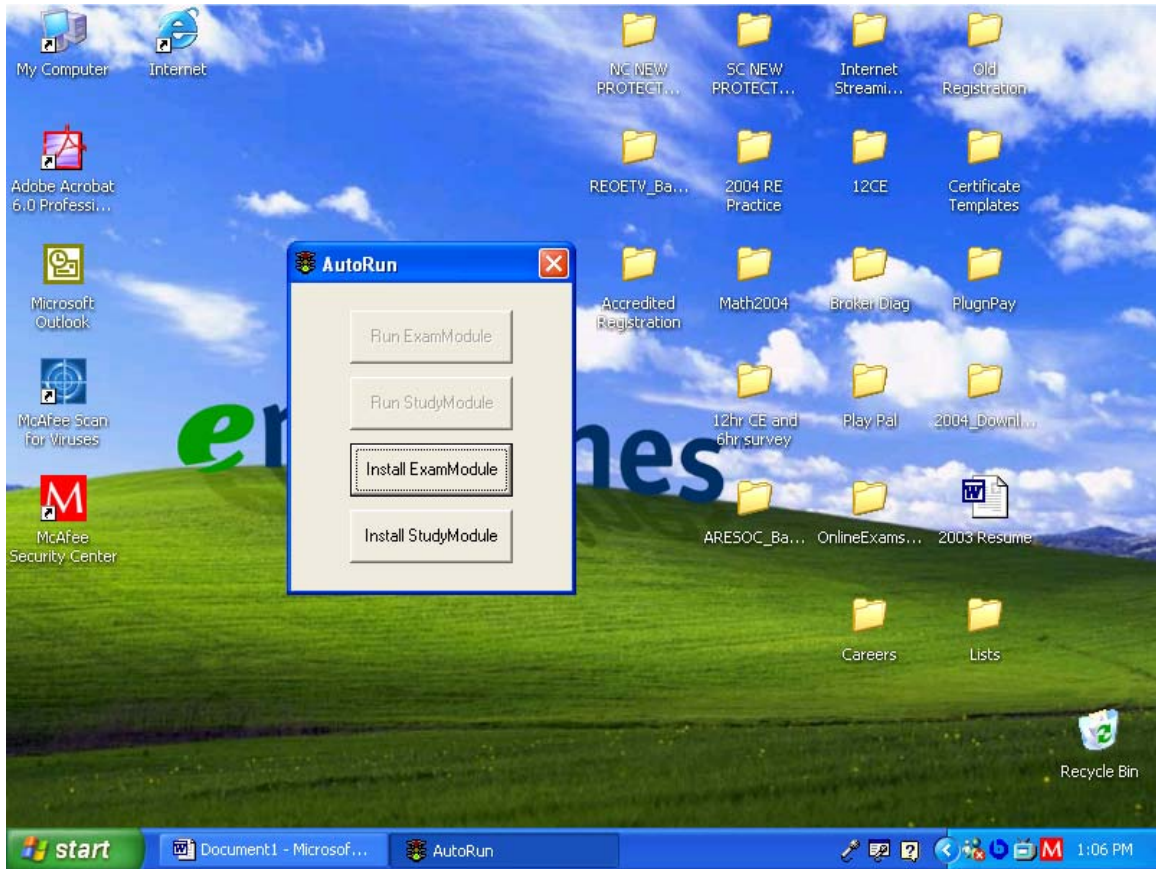 My Computer
Internet
NC NEW
PROTECT...
SC NEW
PROTECT...
Internet
Streami...
Old
Registration
Adobe Acrobat
6.0 Professi...
REOETV_Ba...
2004 RE
Practice
12CE
Certificate
Templates
Microsoft
Outlook
AutoRun
Run ExamModule
Run StudyModule
Install ExamModule
Install StudyModule
Accredited
Registration
Math2004
Broker Diag
PlugnPay
McAfee Scan
for Viruses
12hr CE and
6hr survey
Play Pal
2004_Downl...
McAfee
Security Center
ARESOC_Ba...
OnlineExams...
2003 Resume
Careers
Lists
Recycle Bin
start
Document1 - Microsof...
AutoRun
1:06 PM